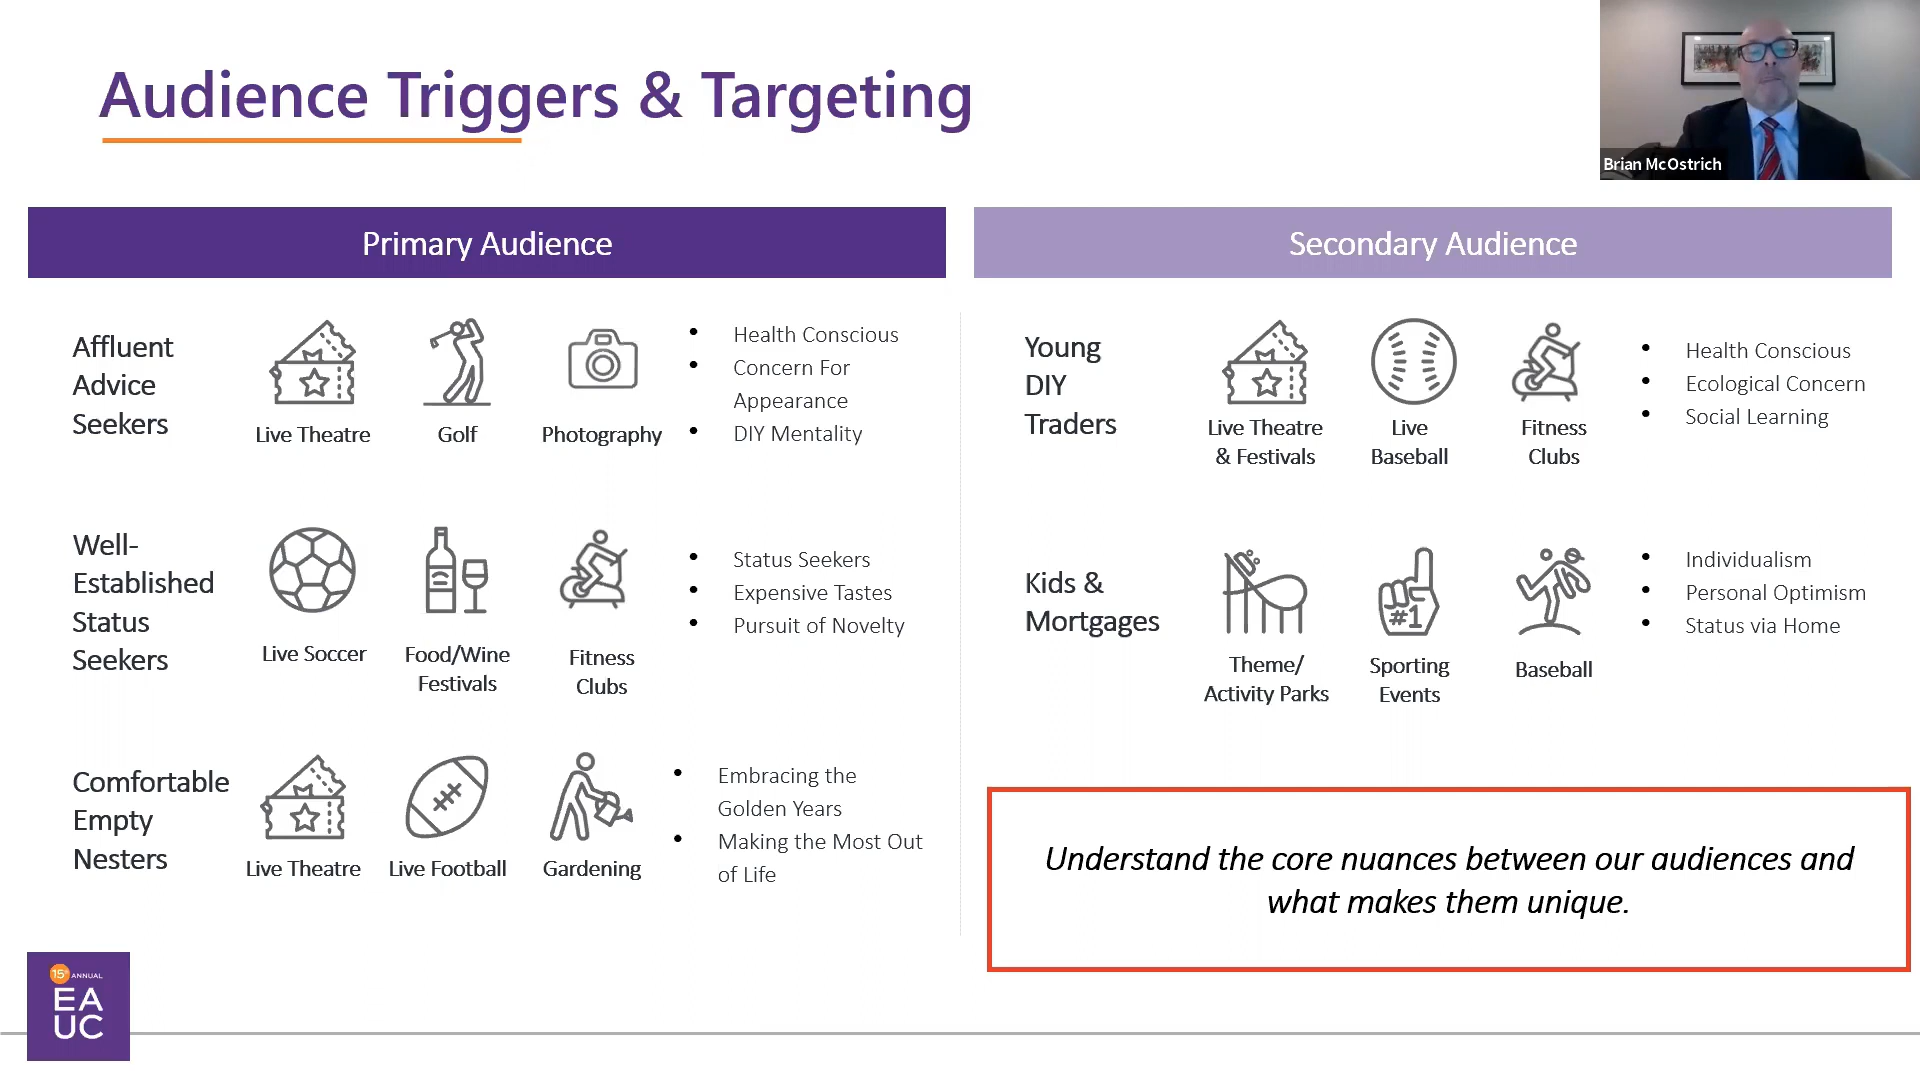 Audience Triggers & Targeting
Brian McOstrich
Primary Audience
Affluent
Advice
Seekers
Live Theatre
Golf
Photography
• Health Conscious
• Concern For
Appearance
• DIY Mentality
Well-
Established
Status
Seekers
Live Soccer
Food/Wine
Festivals
Fitness
Clubs
• Status Seekers
• Expensive Tastes
• Pursuit of Novelty
Comfortable
Empty
Nesters
Live Theatre
Live Football
Gardening
• Embracing the
Golden Years
• Making the Most Out
of Life
Secondary Audience
Young
DIY
Traders
Live Theatre
& Festivals
Live
Baseball
Fitness
Clubs
• Health Conscious
• Ecological Concern
• Social Learning
Kids &
Mortgages
Theme/
Activity Parks
#1
Sporting
Events
Baseball
• Individualism
• Personal Optimism
• Status via Home
Understand the core nuances between our audiences and
what makes them unique.
15th ANNUAL
EA
UC